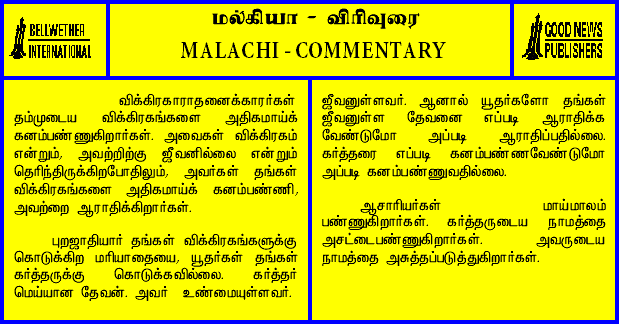 BELLWETHER
INTERNATIONAL
மல்கியா - விரிவுரை
MALACHI - COMMENTARY
GOOD NEWS
PUBLISHERS
விக்கிரகாராதனைக்காரர்கள்
தம்முடைய விக்கிரகங்களை அதிகமாய்க்
கனம்பண்ணுகிறார்கள். அவைகள் விக்கிரகம்
என்றும், அவற்றிற்கு ஜீவனில்லை என்றும்
தெரிந்திருக்கிறபோதிலும், அவர்கள் தங்கள்
விக்கிரகங்களை அதிகமாய்க் கனம்பண்ணி,
அவற்றை ஆராதிக்கிறார்கள்.
புறஜாதியார் தங்கள் விக்கிரகங்களுக்கு
கொடுக்கிற மரியாதையை, யூதர்கள் தங்கள்
கர்த்தருக்கு கொடுக்கவில்லை. கர்த்தர்
மெய்யான தேவன். அவர் உண்மையுள்ளவர்.
ஜீவனுள்ளவர். ஆனால் யூதர்களோ தங்கள்
ஜீவனுள்ள தேவனை எப்படி ஆராதிக்க
வேண்டுமோ அப்படி ஆராதிப்பதில்லை.
கர்த்தரை எப்படி கனம்பண்ணவேண்டுமோ
அப்படி கனம்பண்ணுவதில்லை.
ஆசாரியர்கள் மாய்மாலம்
பண்ணுகிறார்கள். கர்த்தருடைய நாமத்தை
அசட்டைபண்ணுகிறார்கள். அவருடைய
நாமத்தை அசுத்தப்படுத்துகிறார்கள்.